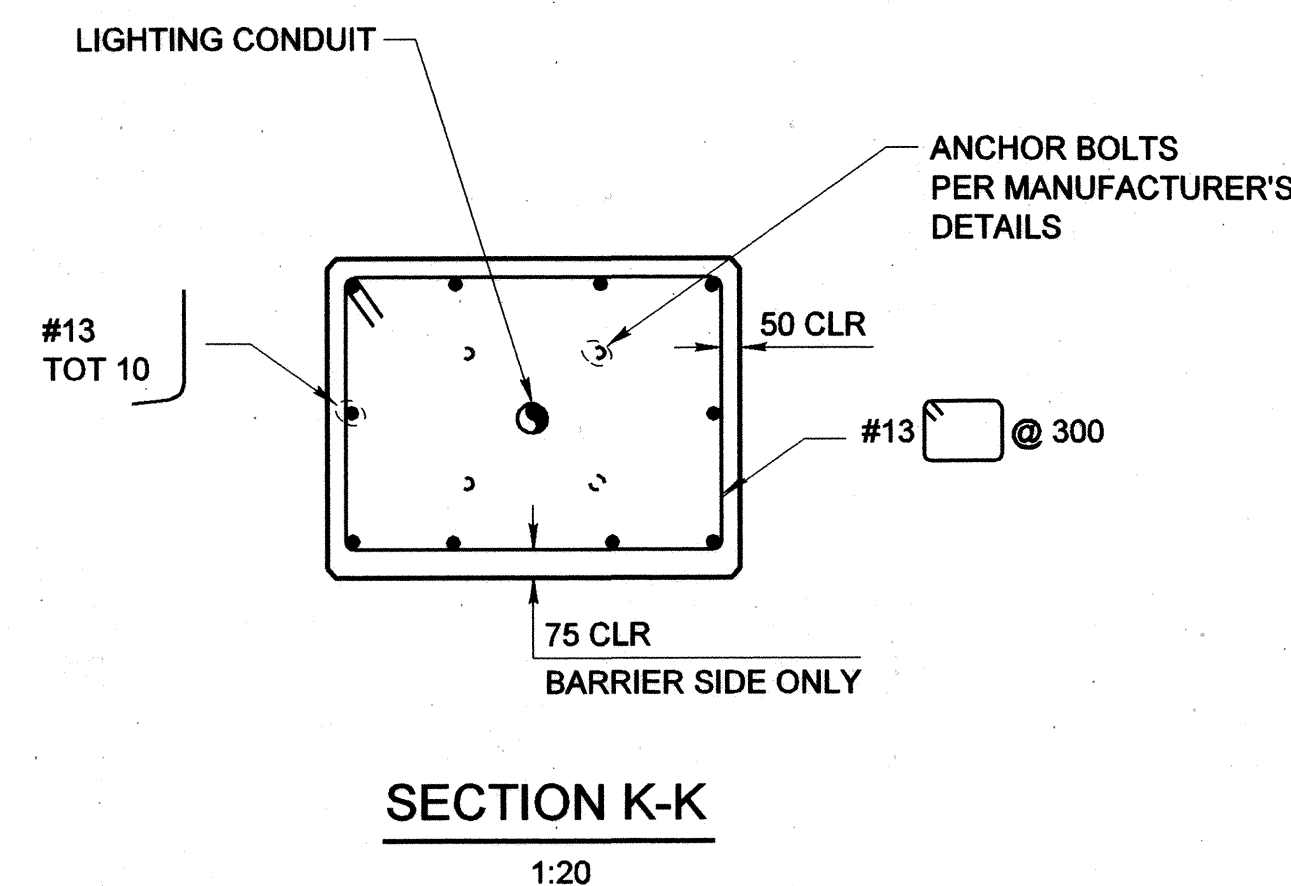 LIGHTING CONDUIT
ANCHOR BOLTS
PER MANUFACTURER'S
DETAILS
#13
TOT 10
50 CLR
#13 @ 300
75 CLR
BARRIER SIDE ONLY
SECTION K-K
1:20